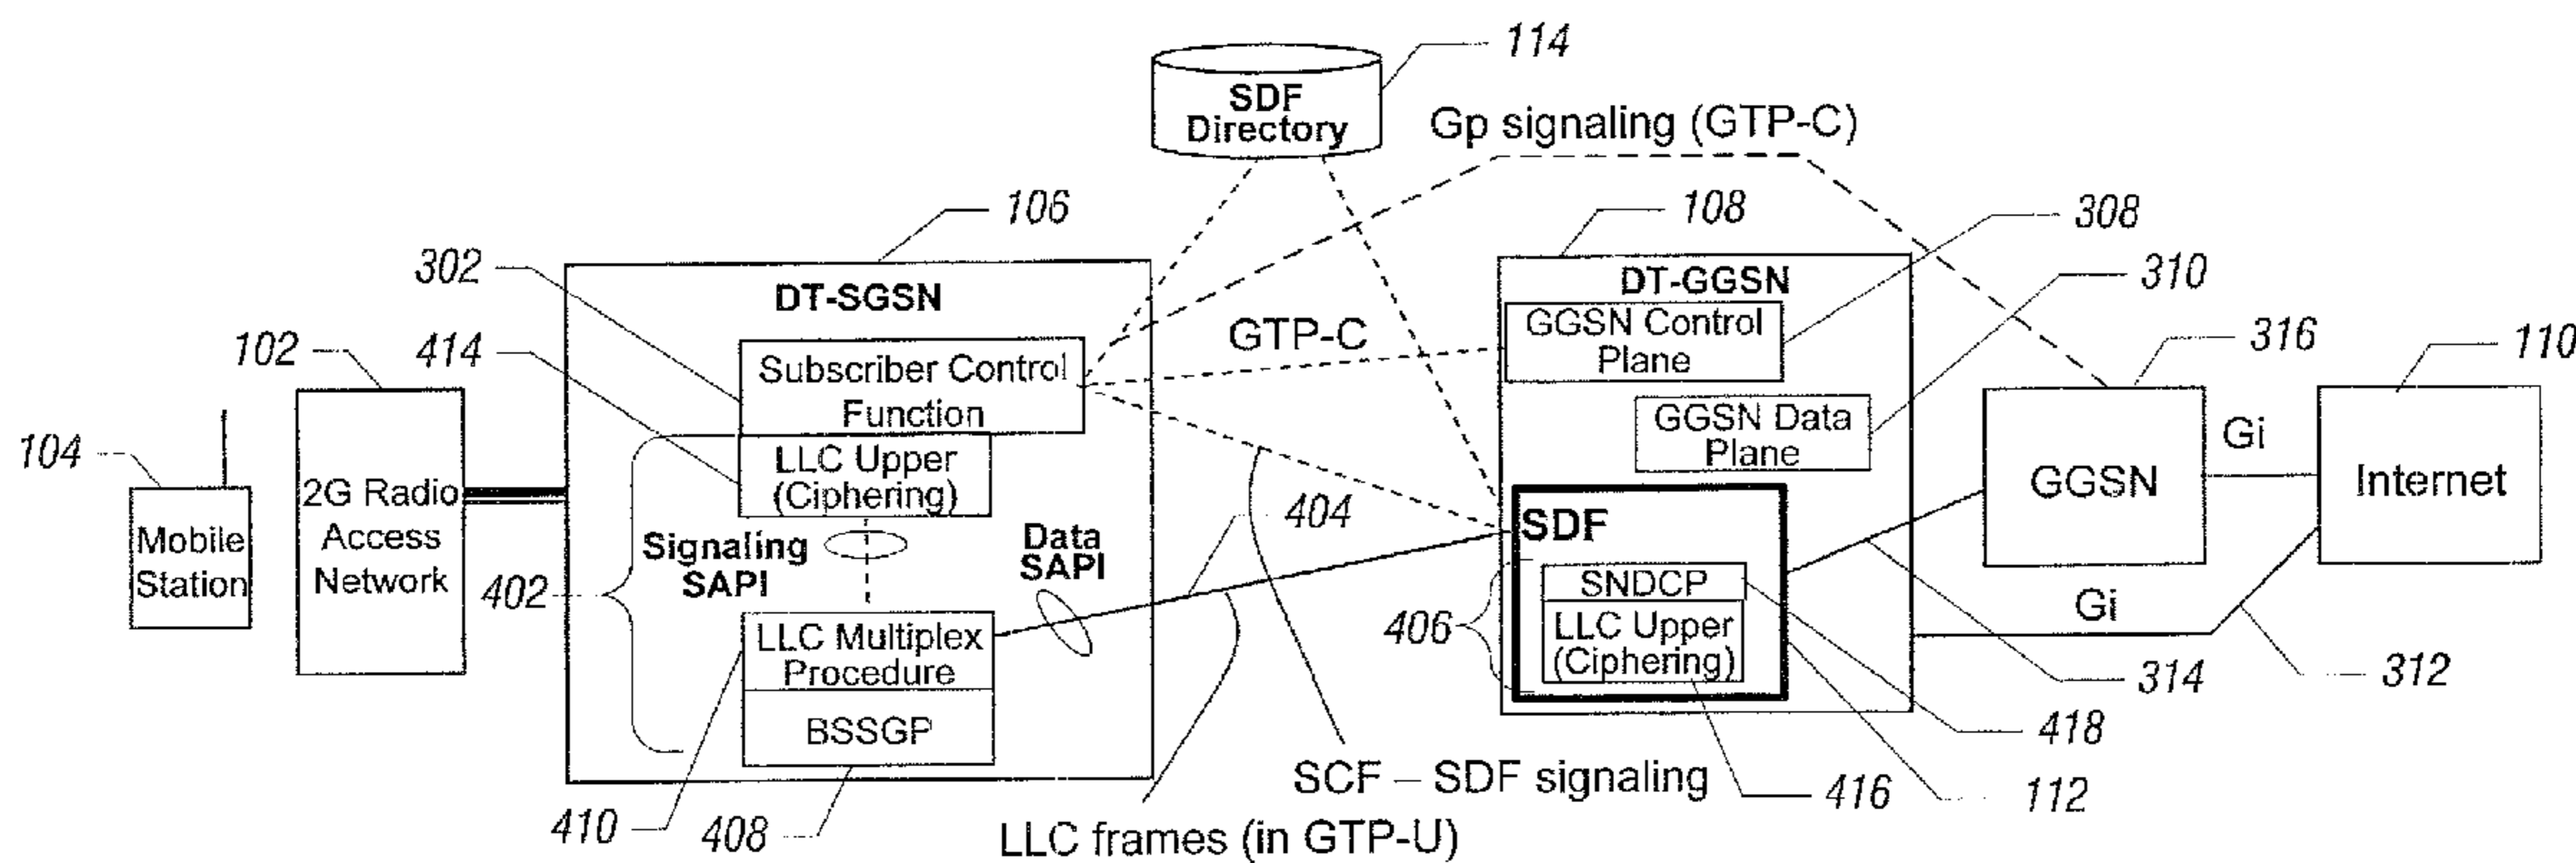 114
SDF
Directory
Gp signaling (GTP-C)
106
108
308
302
DT-SGSN
DT-GGSN
310
GGSN Control
Plane
GTP-C
316
110
102
414
Subscriber Control
Function
GGSN Data
Plane
Gi
104
LLC Upper
(Ciphering)
GGSN
Internet
2G Radio
Access
Network
404
SDF
Mobile
Station
Signaling
SAPI
Data
SAPI
402
SNDCP
406
LLC Upper
(Ciphering)
Gi
LLC Multiplex
Procedure
314
312
BSSGP
418
SCF – SDF signaling
416
112
410
408
LLC frames (in GTP-U)